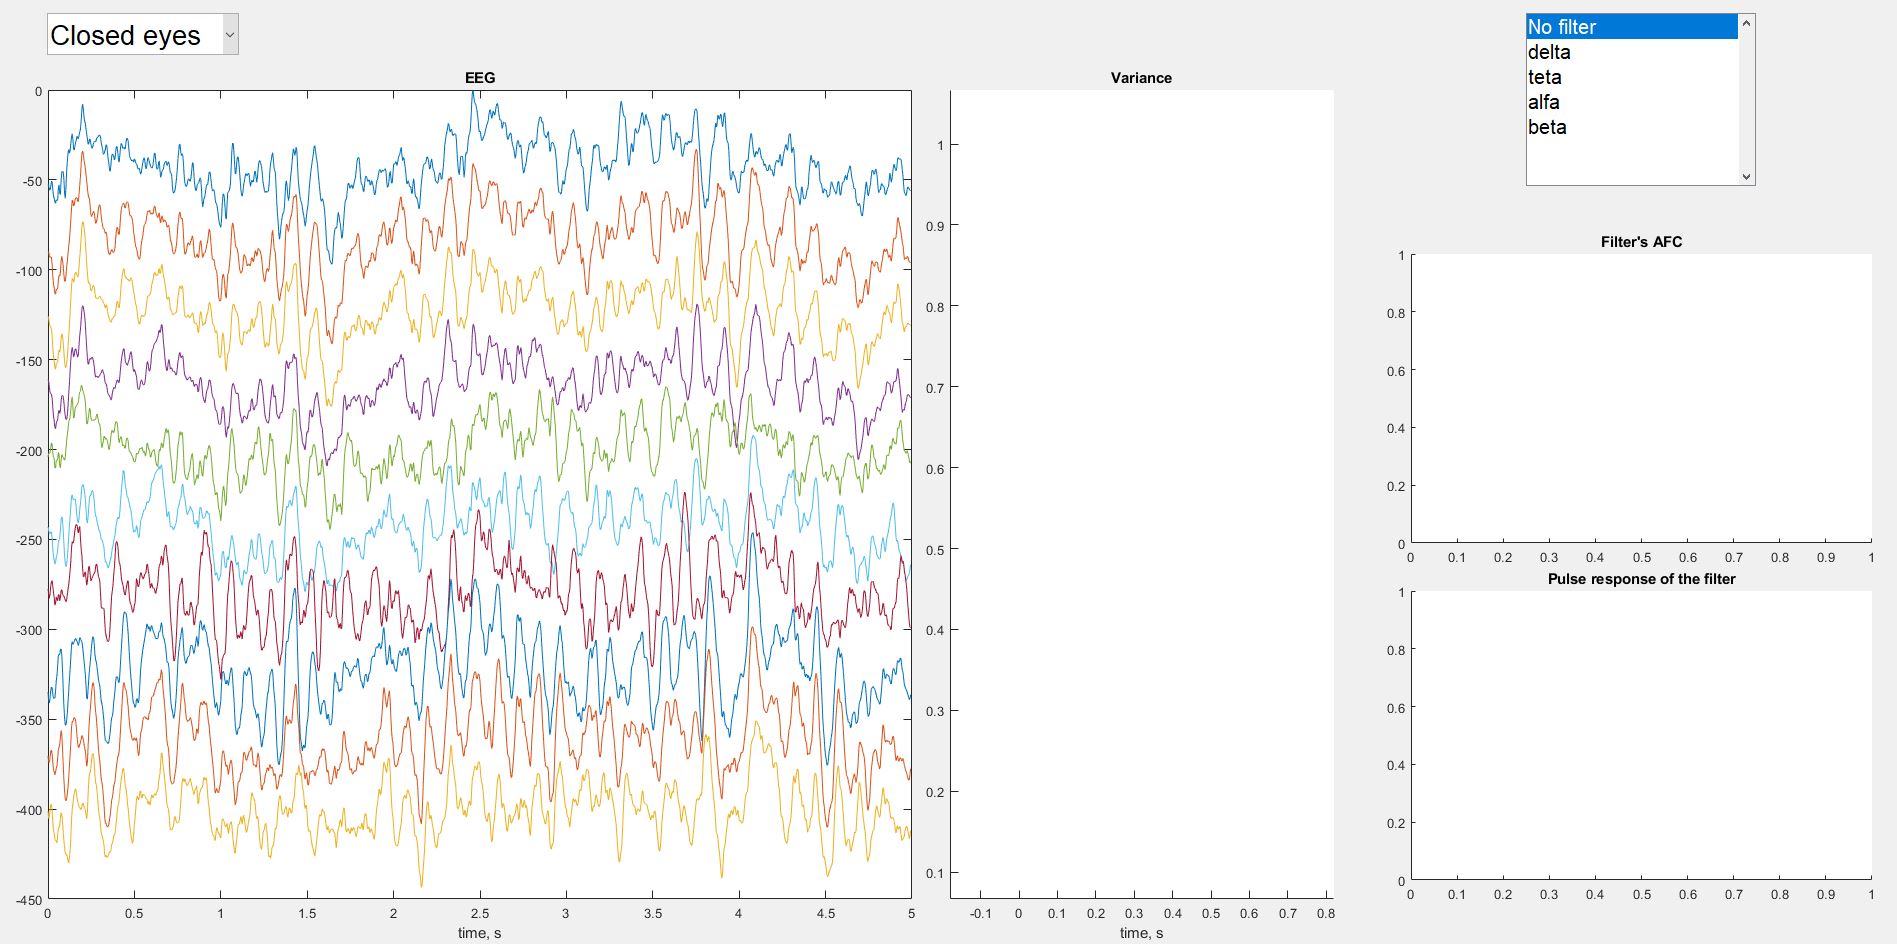 Closed eyes
No filter
delta
teta
alfa
beta
EEG
0
-50
-100
-150
-200
-250
-300
-350
-400
-450
0 0.5 1 1.5 2 2.5 3 3.5 4 4.5 5
time, s
Variance
1
0.9
0.8
0.7
0.6
0.5
0.4
0.3
0.2
0.1
-0.1 0 0.1 0.2 0.3 0.4 0.5 0.6 0.7 0.8
time, s
Filter's AFC
1
0.8
0.6
0.4
0.2
0
0 0.1 0.2 0.3 0.4 0.5 0.6 0.7 0.8 0.9 1
Pulse response of the filter
1
0.8
0.6
0.4
0.2
0
0 0.1 0.2 0.3 0.4 0.5 0.6 0.7 0.8 0.9 1